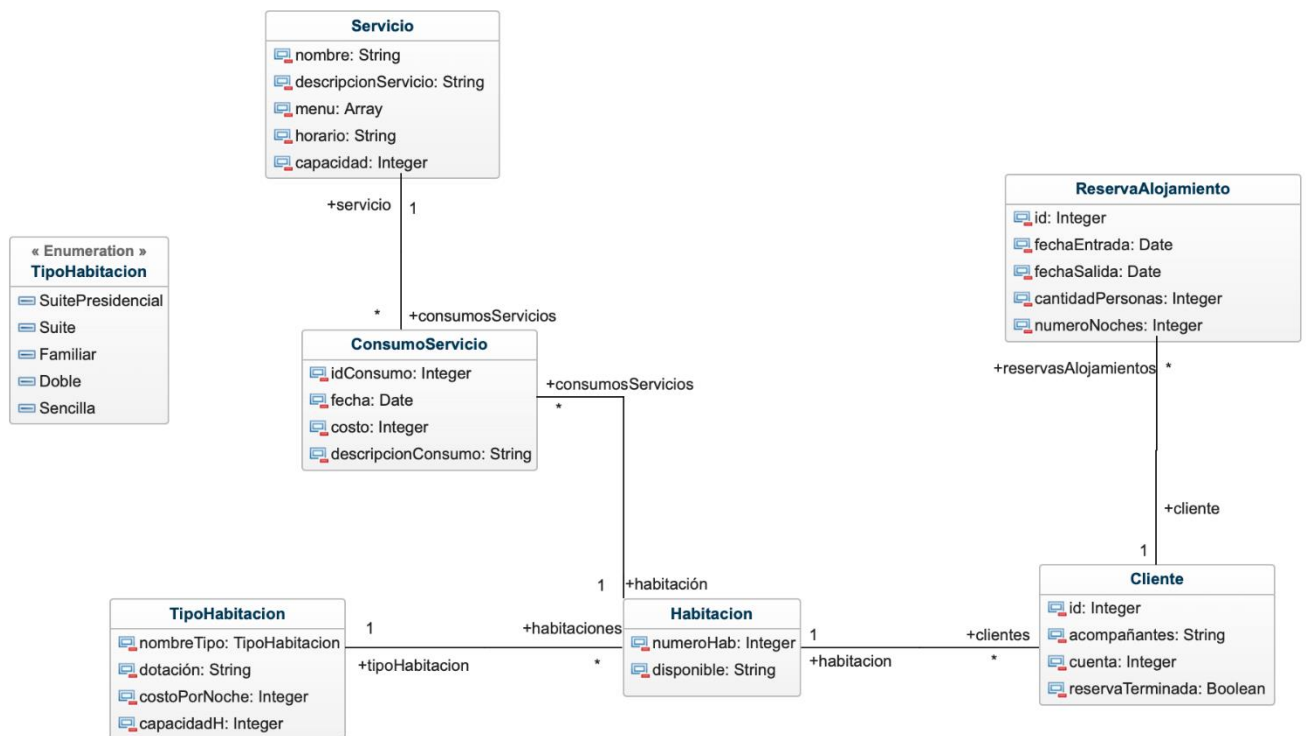 Servicio
nombre: String
descripcionServicio: String
menu: Array
horario: String
capacidad: Integer
+servicio
1
*
+consumosServicios
« Enumeration »
TipoHabitacion
SuitePresidencial
Suite
Familiar
Doble
Sencilla
ConsumoServicio
idConsumo: Integer
fecha: Date
costo: Integer
descripcionConsumo: String
+consumosServicios
*
1
+habitación
ReservaAlojamiento
id: Integer
fechaEntrada: Date
fechaSalida: Date
cantidadPersonas: Integer
numeroNoches: Integer
+reservasAlojamientos
*
+cliente
1
TipoHabitacion
nombreTipo: TipoHabitacion
dotación: String
costoPorNoche: Integer
capacidadH: Integer
1
+tipoHabitacion
+habitaciones
*
Habitacion
numeroHab: Integer
disponible: String
1
+habitacion
+clientes
*
Cliente
id: Integer
acompañantes: String
cuenta: Integer
reservaTerminada: Boolean